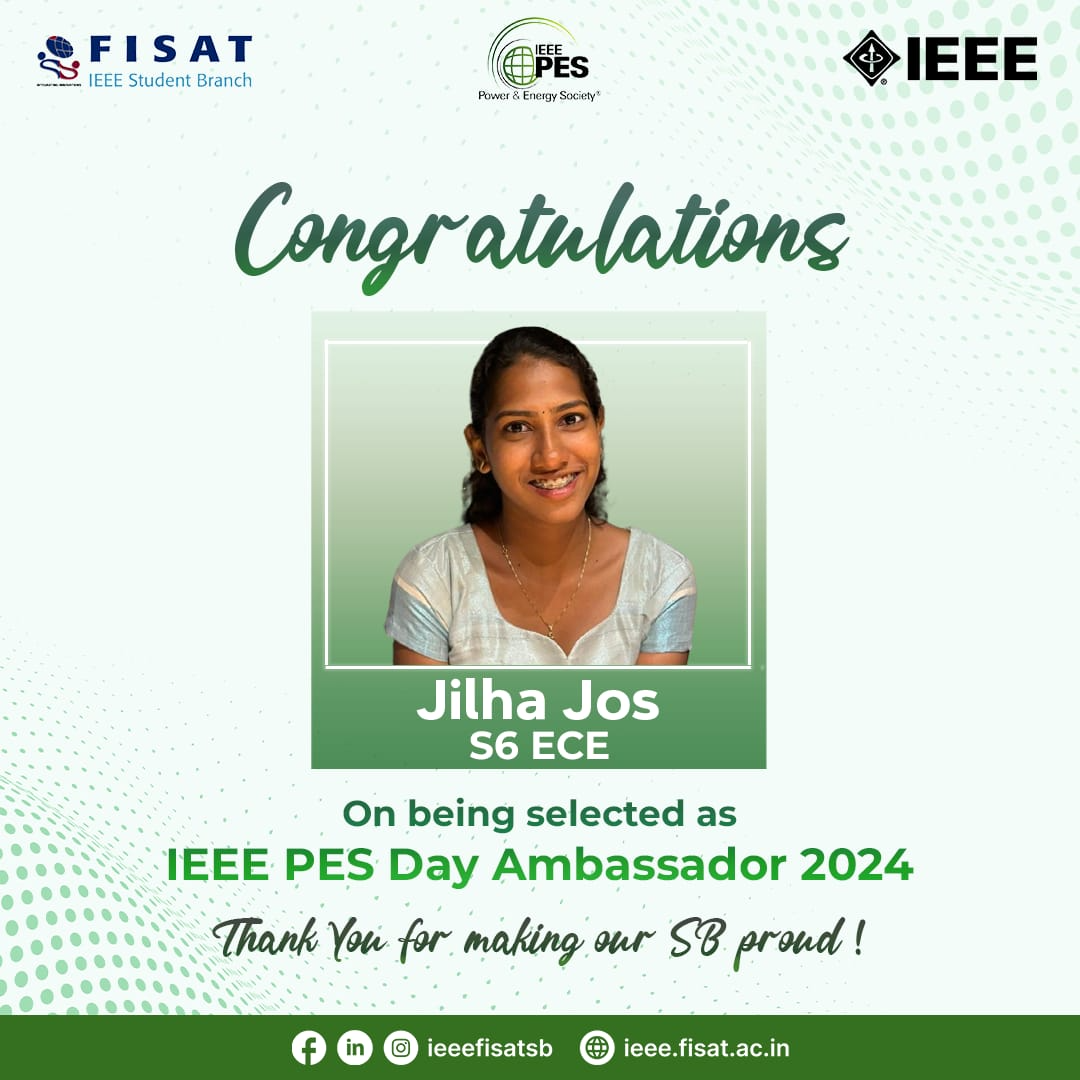 FISAT
IEEE Student Branch
IEEE
PES
Power & Energy Society®
IEEE
Congratulations
Jilha Jos
S6 ECE
On being selected as
IEEE PES Day Ambassador 2024
Thank You for making our SB proud !
ieeefisatsb
ieee.fisat.ac.in